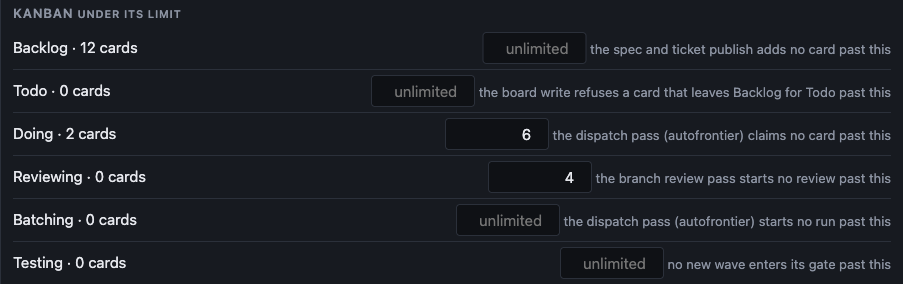 KANBAN UNDER ITS LIMIT
Backlog · 12 cards unlimited the spec and ticket publish adds no card past this
Todo · 0 cards unlimited the board write refuses a card that leaves Backlog for Todo past this
Doing · 2 cards 6 the dispatch pass (autofrontier) claims no card past this
Reviewing · 0 cards 4 the branch review pass starts no review past this
Batching · 0 cards unlimited the dispatch pass (autofrontier) starts no run past this
Testing · 0 cards unlimited no new wave enters its gate past this